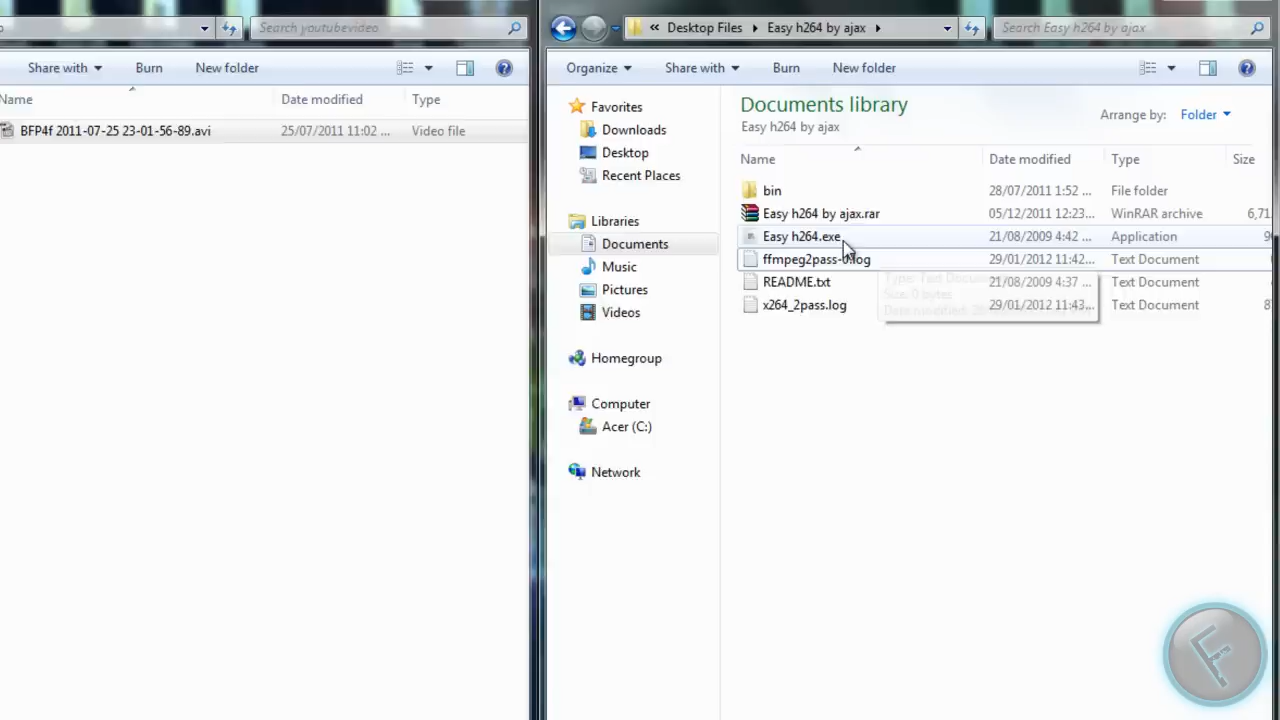 Search youtubevideo
Share with
Burn
New folder
Name
Date modified
Type
BFP4f 2011-07-25 23-01-56-89.avi
25/07/2011 11:02 ...
Video file
« Desktop Files
Easy h264 by ajax
Search Easy h264 by ajax
Organize
Share with
Burn
New folder
Favorites
Downloads
Desktop
Recent Places
Libraries
Documents
Music
Pictures
Videos
Homegroup
Computer
Acer (C:)
Network
Documents library
Easy h264 by ajax
Arrange by:
Folder
Name
Date modified
Type
Size
bin
28/07/2011 1:52 ...
File folder
Easy h264 by ajax.rar
05/12/2011 12:23...
WinRAR archive
6,71
Easy h264.exe
21/08/2009 4:42 ...
Application
ffmpeg2pass-0.log
29/01/2012 11:42...
Text Document
README.txt
21/08/2009 4:37 ...
Text Document
x264_2pass.log
29/01/2012 11:43...
Text Document
Type: Text Docum
Size: 0 bytes